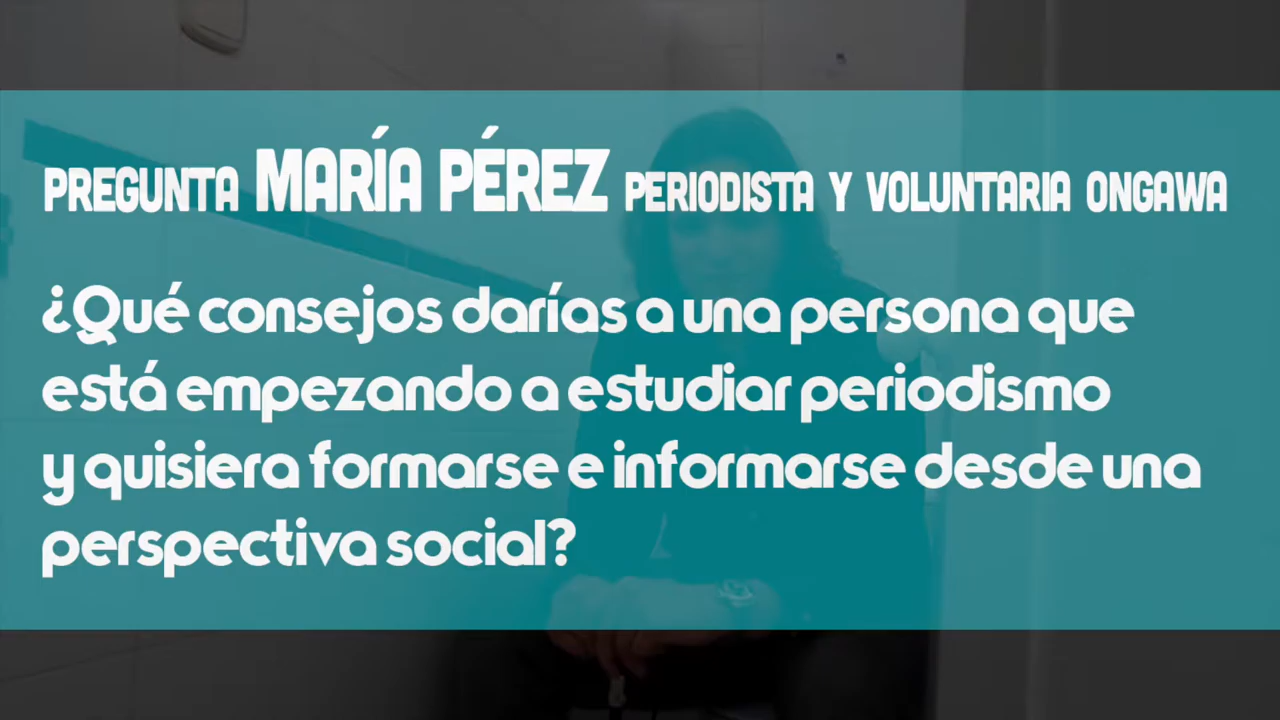 PREGUNTA MARÍA PÉREZ PERIODISTA Y VOLUNTARIA ONGAWA
¿Qué consejos darías a una persona que
está empezando a estudiar periodismo
y quisiera formarse e informarse desde una
perspectiva social?